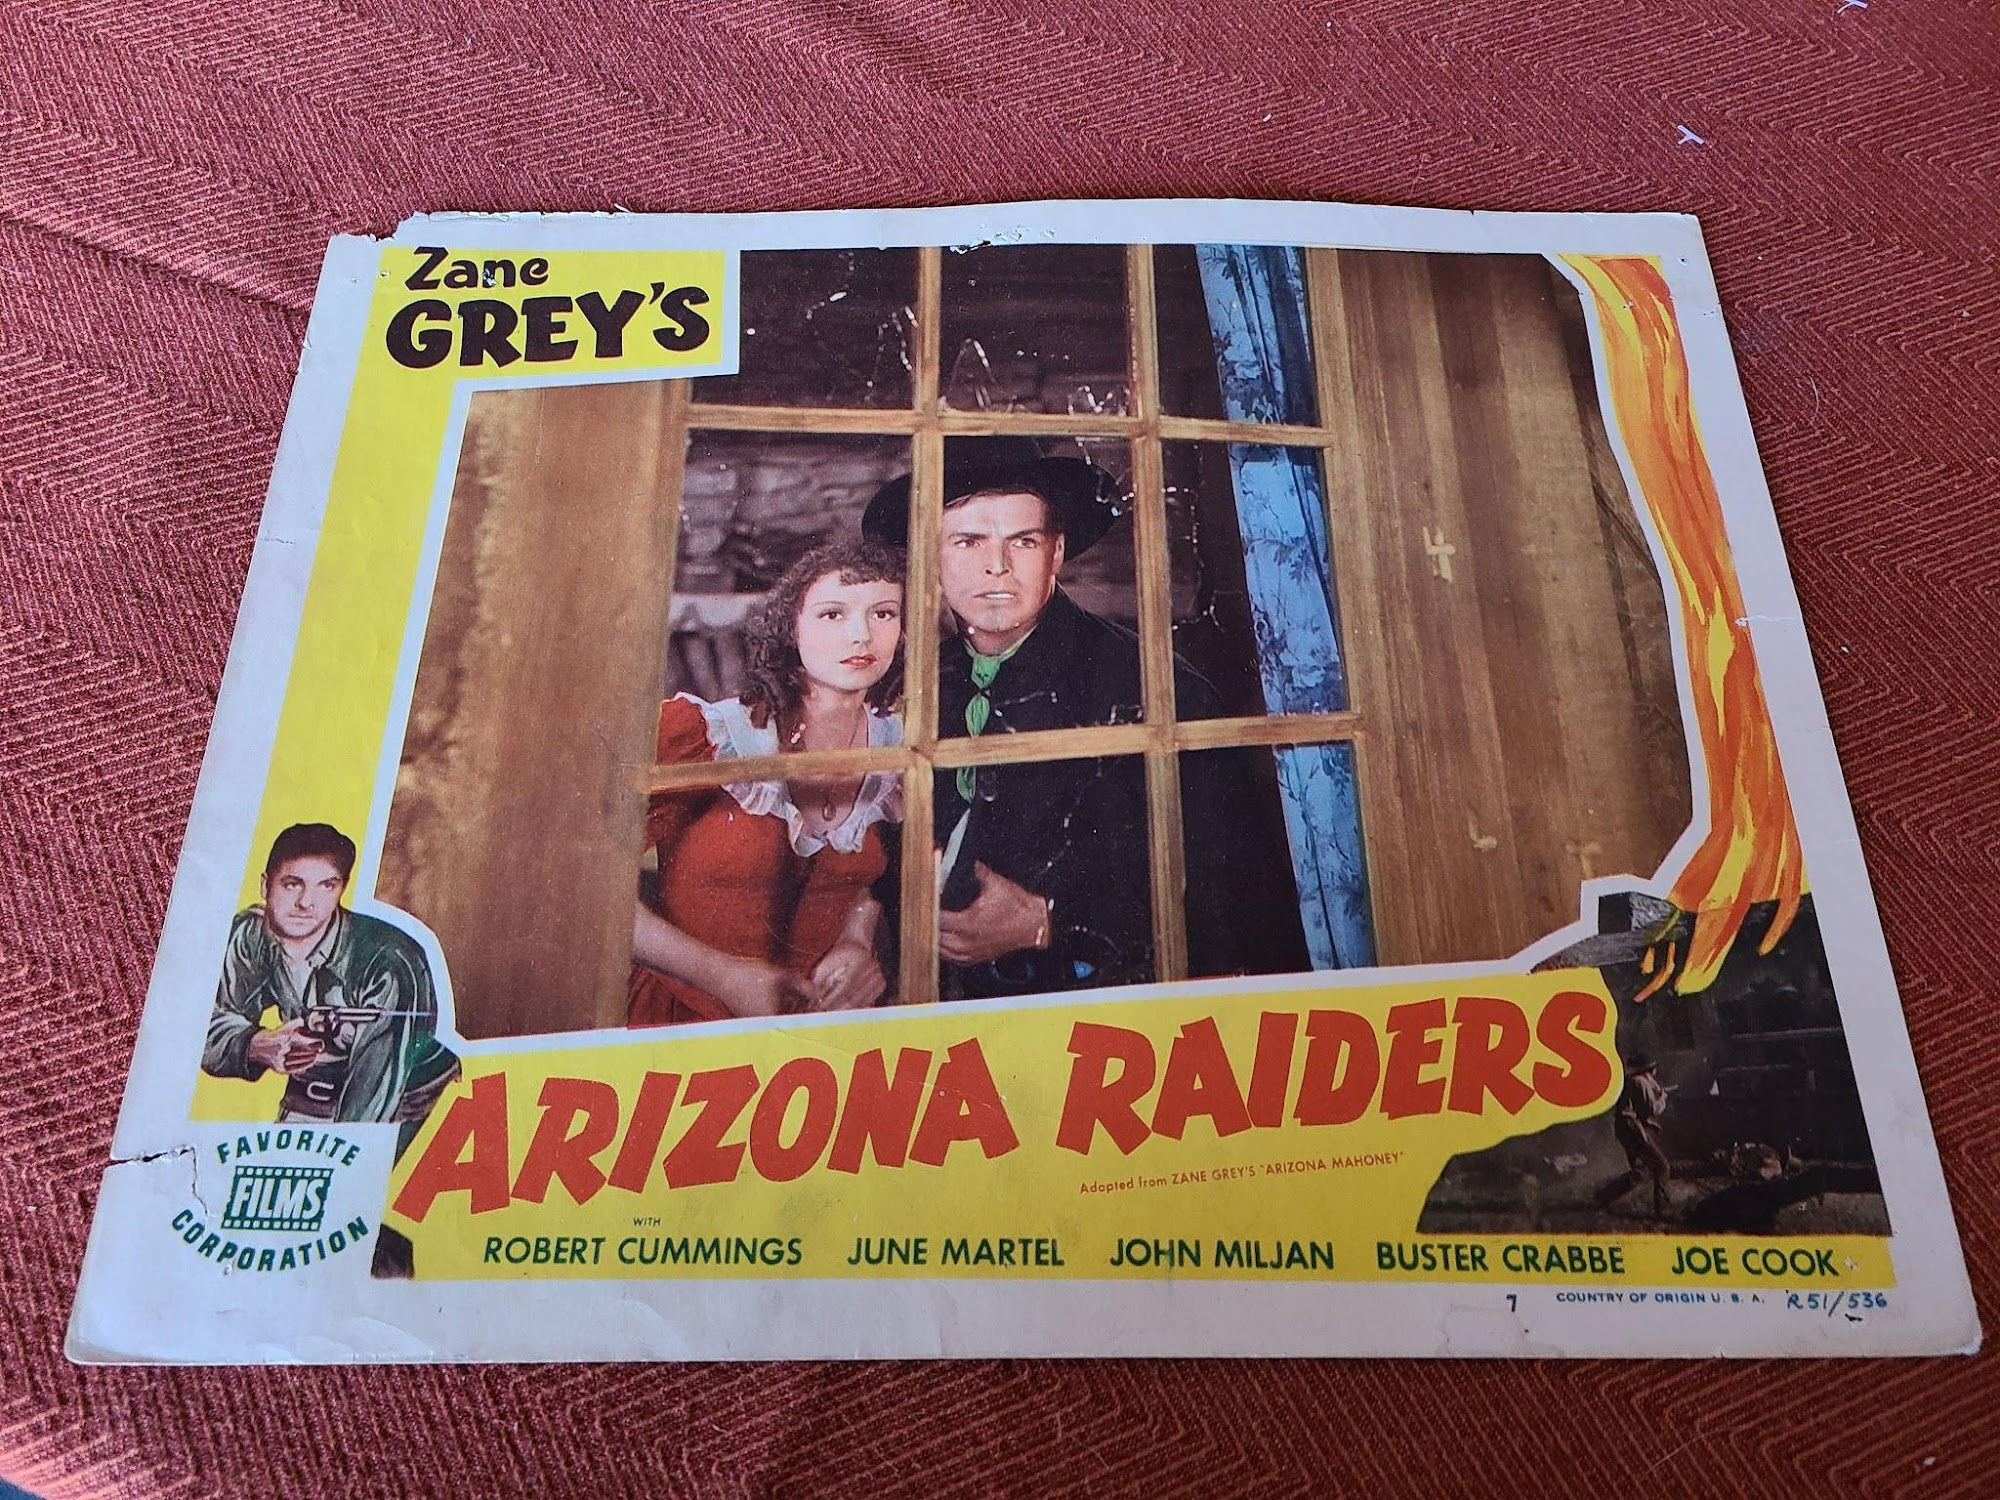 Zane
GREY'S
ARIZONA RAIDERS
Adapted from ZANE GREY'S "ARIZONA MAHONEY"
FAVORITE
FILMS
CORPORATION
WITH
ROBERT CUMMINGS JUNE MARTEL JOHN MILJAN BUSTER CRABBE JOE COOK
7 COUNTRY OF ORIGIN U. S. A. R51/536